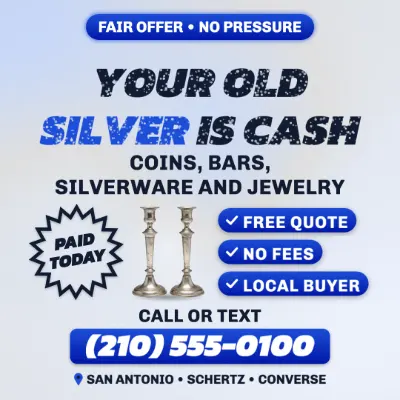 FAIR OFFER • NO PRESSURE
YOUR OLD
SILVER IS CASH
COINS, BARS,
SILVERWARE AND JEWELRY
PAID
TODAY
✓ FREE QUOTE
✓ NO FEES
✓ LOCAL BUYER
CALL OR TEXT
(210) 555-0100
SAN ANTONIO • SCHERTZ • CONVERSE